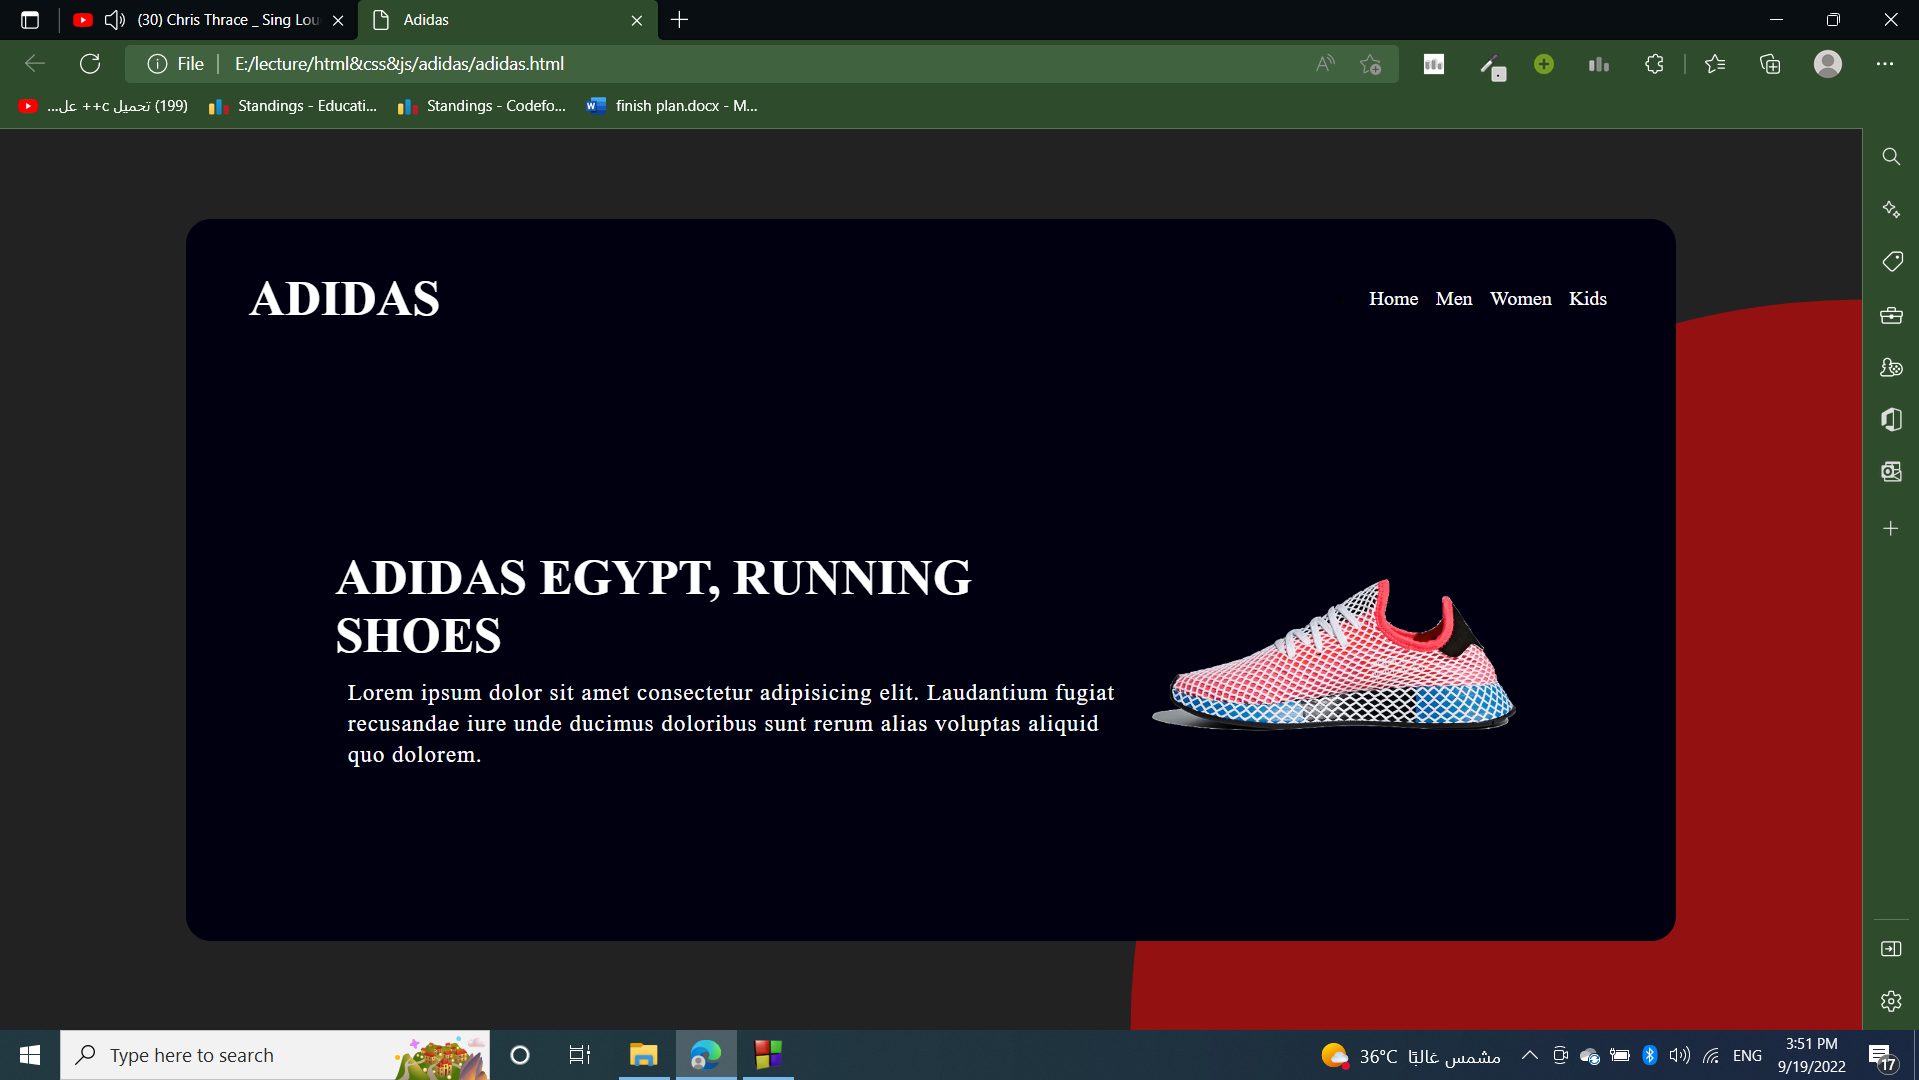 (30) Chris Thrace _ Sing Lou
Adidas
File
E:/lecture/html&css&js/adidas/adidas.html
(199) تحميل c++ عل...
Standings - Educati...
Standings - Codefo...
finish plan.docx - M...
ADIDAS
Home Men Women Kids
ADIDAS EGYPT, RUNNING
SHOES
Lorem ipsum dolor sit amet consectetur adipisicing elit. Laudantium fugiat
recusandae iure unde ducimus doloribus sunt rerum alias voluptas aliquid
quo dolorem.
Type here to search
36°C مشمس غالبًا
ENG
3:51 PM
9/19/2022
17